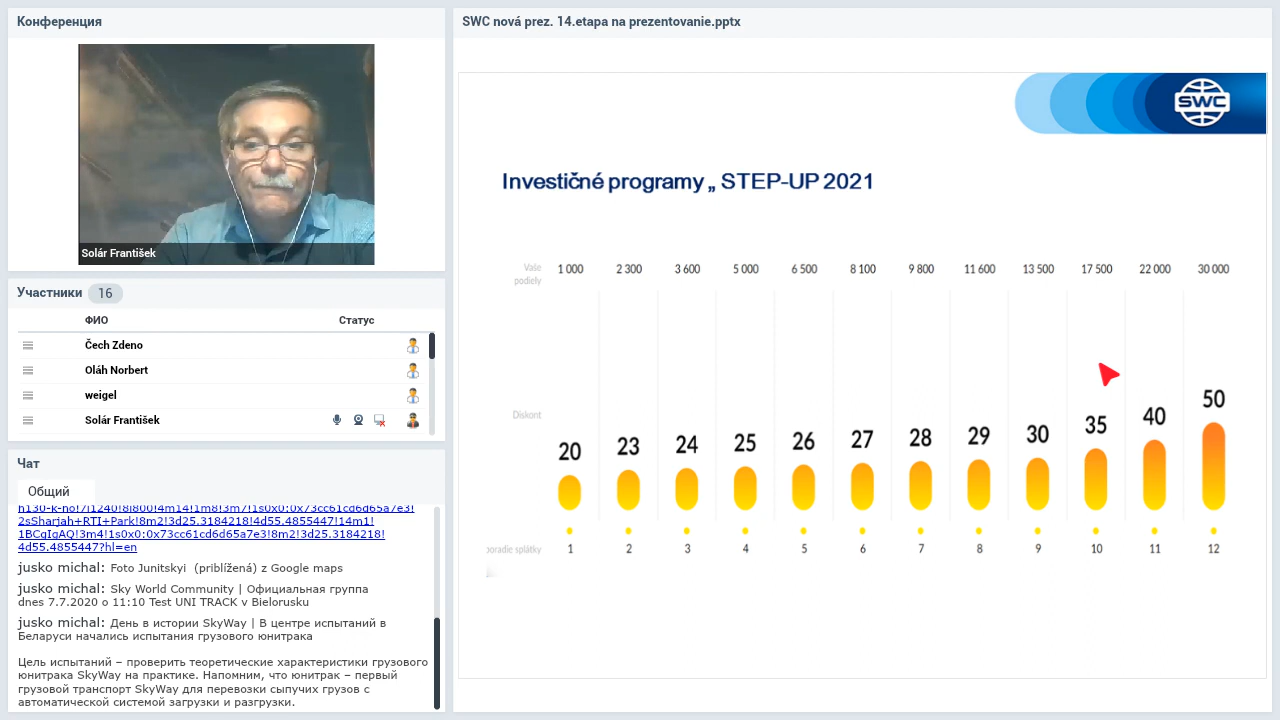 Конференция
Solár František
Участники 16
ФИО Статус
Čech Zdeno
Oláh Norbert
weigel
Solár František
Чат
Общий
2sSharjah+RTI+Park!8m2!3d25.3184218!4d55.4855447!14m1!
1BCgIgAQ!3m4!1s0x0:0x73cc61cd6d65a7e3!8m2!3d25.3184218!
4d55.4855447?hl=en
jusko michal: Foto Junitskyi (priblížená) z Google maps
jusko michal: Sky World Community | Официальная группа
dnes 7.7.2020 o 11:10 Test UNI TRACK v Bielorusku
jusko michal: День в истории SkyWay | В центре испытаний в
Беларуси начались испытания грузового юнитрака
Цель испытаний – проверить теоретические характеристики грузового
юнитрака SkyWay на практике. Напомним, что юнитрак – первый
грузовой транспорт SkyWay для перевозки сыпучих грузов с
автоматической системой загрузки и разгрузки.
SWC nová prez. 14.etapa na prezentovanie.pptx
SWC
Investičné programy „ STEP-UP 2021
Vaše
podiely
1 000 2 300 3 600 5 000 6 500 8 100 9 800 11 600 13 500 17 500 22 000 30 000
Diskont
20 23 24 25 26 27 28 29 30 35 40 50
poradie splátky
1 2 3 4 5 6 7 8 9 10 11 12